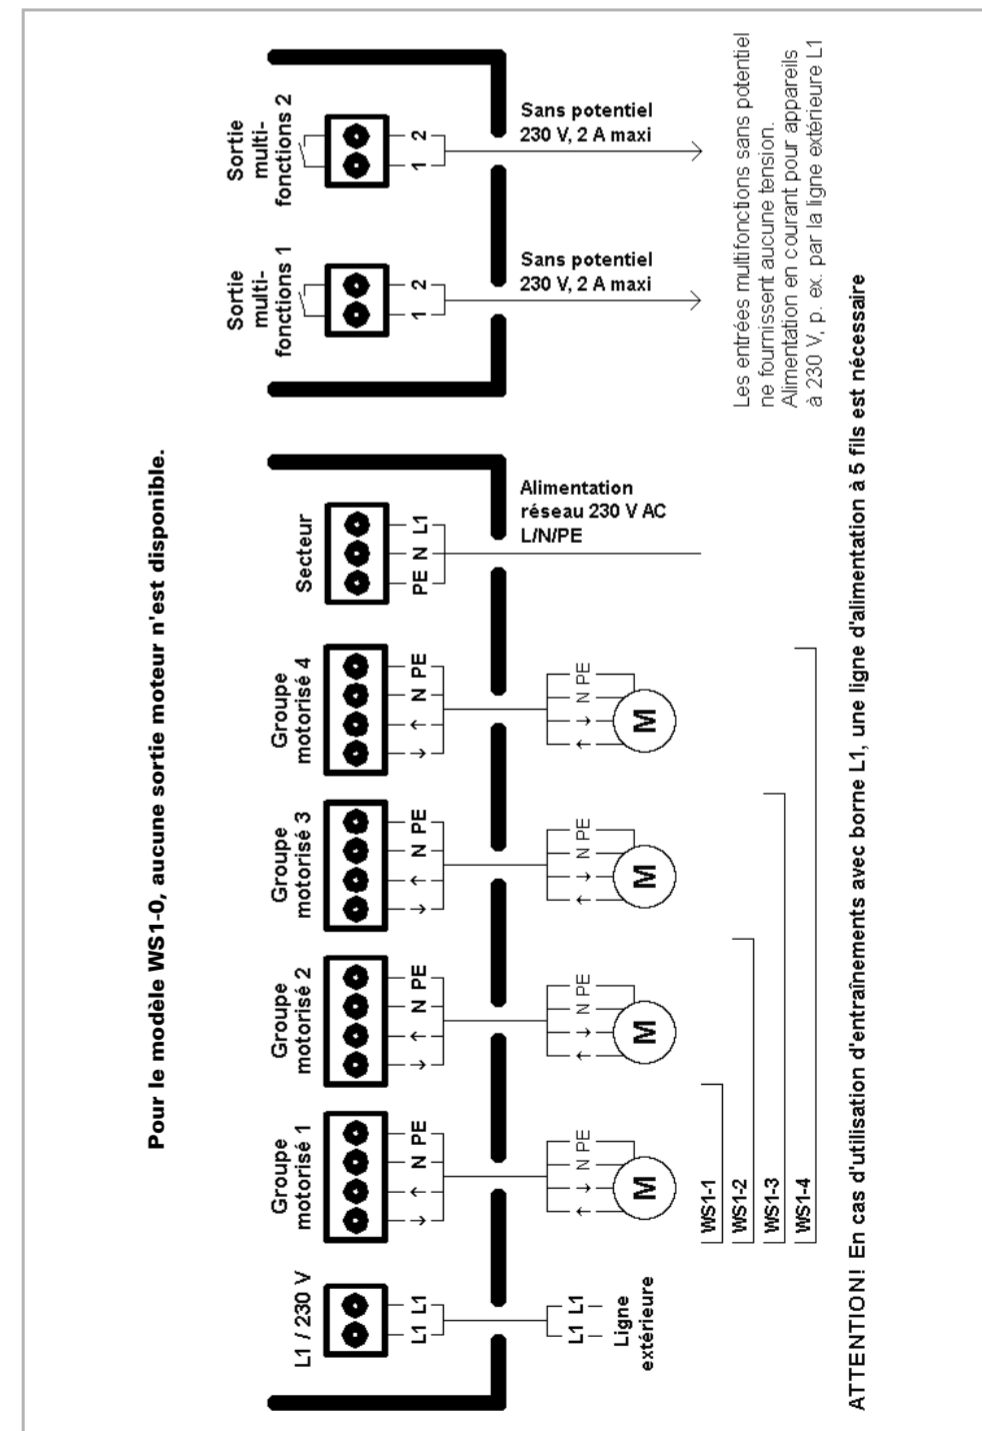 Pour le modèle WS1-0, aucune sortie moteur n'est disponible.
L1 / 230 V
L1 L1
L1 L1
Ligne
extérieure
Groupe
motorisé 1
↓ ↑ N PE
↑ ↓ N PE
M
Groupe
motorisé 2
↓ ↑ N PE
↑ ↓ N PE
M
Groupe
motorisé 3
↓ ↑ N PE
↑ ↓ N PE
M
Groupe
motorisé 4
↓ ↑ N PE
↑ ↓ N PE
M
Secteur
PE N L1
Alimentation
réseau 230 V AC
L/N/PE
Sortie
multi-
fonctions 1
1 2
Sans potentiel
230 V, 2 A maxi
Sortie
multi-
fonctions 2
1 2
Sans potentiel
230 V, 2 A maxi
WS1-1
WS1-2
WS1-3
WS1-4
Les entrées multifonctions sans potentiel
ne fournissent aucune tension.
Alimentation en courant pour appareils
à 230 V, p. ex. par la ligne extérieure L1
ATTENTION! En cas d'utilisation d'entraînements avec borne L1, une ligne d'alimentation à 5 fils est nécessaire